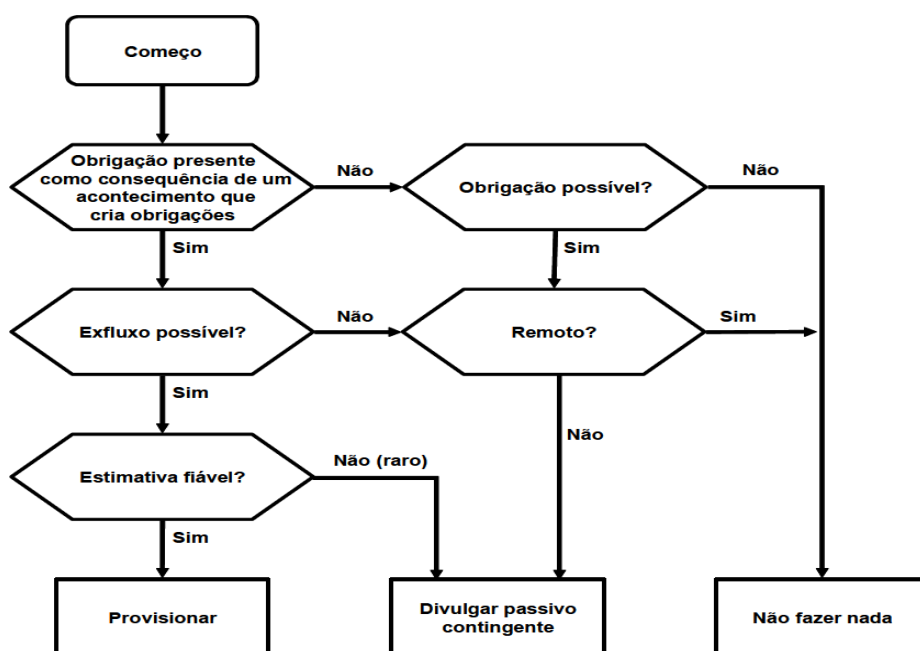 Começo
Obrigação presente
como consequência de um
acontecimento que
cria obrigações
Não
Obrigação possível?
Não
Sim
Sim
Exfluxo possível?
Não
Remoto?
Sim
Sim
Não
Estimativa fiável?
Não (raro)
Sim
Provisionar
Divulgar passivo
contingente
Não fazer nada